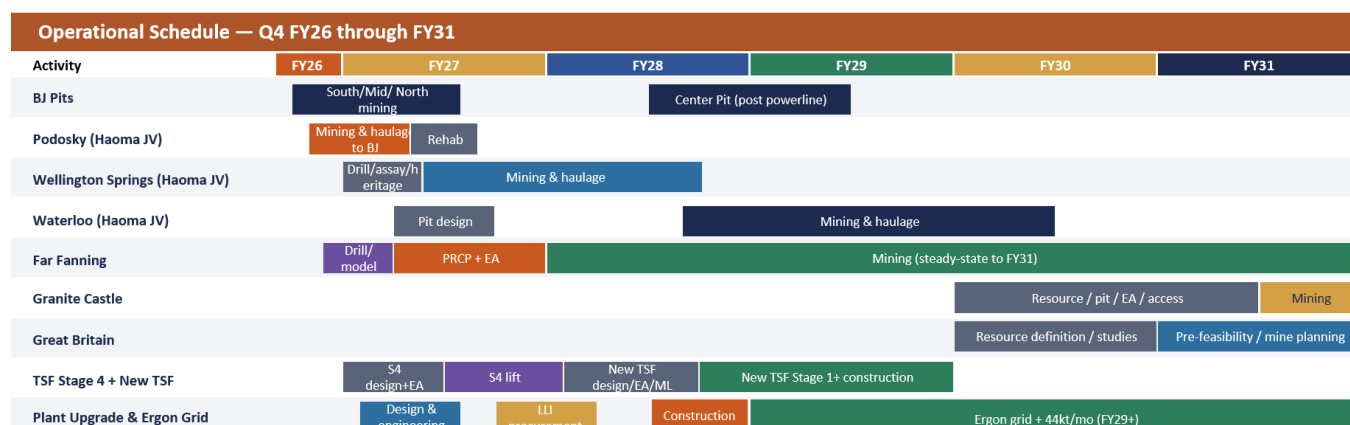 Operational Schedule — Q4 FY26 through FY31
Activity FY26 FY27 FY28 FY29 FY30 FY31
BJ Pits
South/Mid/ North
mining
Center Pit (post powerline)
Podosky (Haoma JV)
Mining & haulag
to BJ
Rehab
Wellington Springs (Haoma JV)
Drill/assay/h
eritage
Mining & haulage
Waterloo (Haoma JV)
Pit design
Mining & haulage
Far Fanning
Drill/
model
PRCP + EA
Mining (steady-state to FY31)
Granite Castle
Resource / pit / EA / access
Mining
Great Britain
Resource definition / studies
Pre-feasibility / mine planning
TSF Stage 4 + New TSF
S4
design+EA
S4 lift
New TSF
design/EA/ML
New TSF Stage 1+ construction
Plant Upgrade & Ergon Grid
Design &
engineering
LLI
procurement
Construction
Ergon grid + 44kt/mo (FY29+)